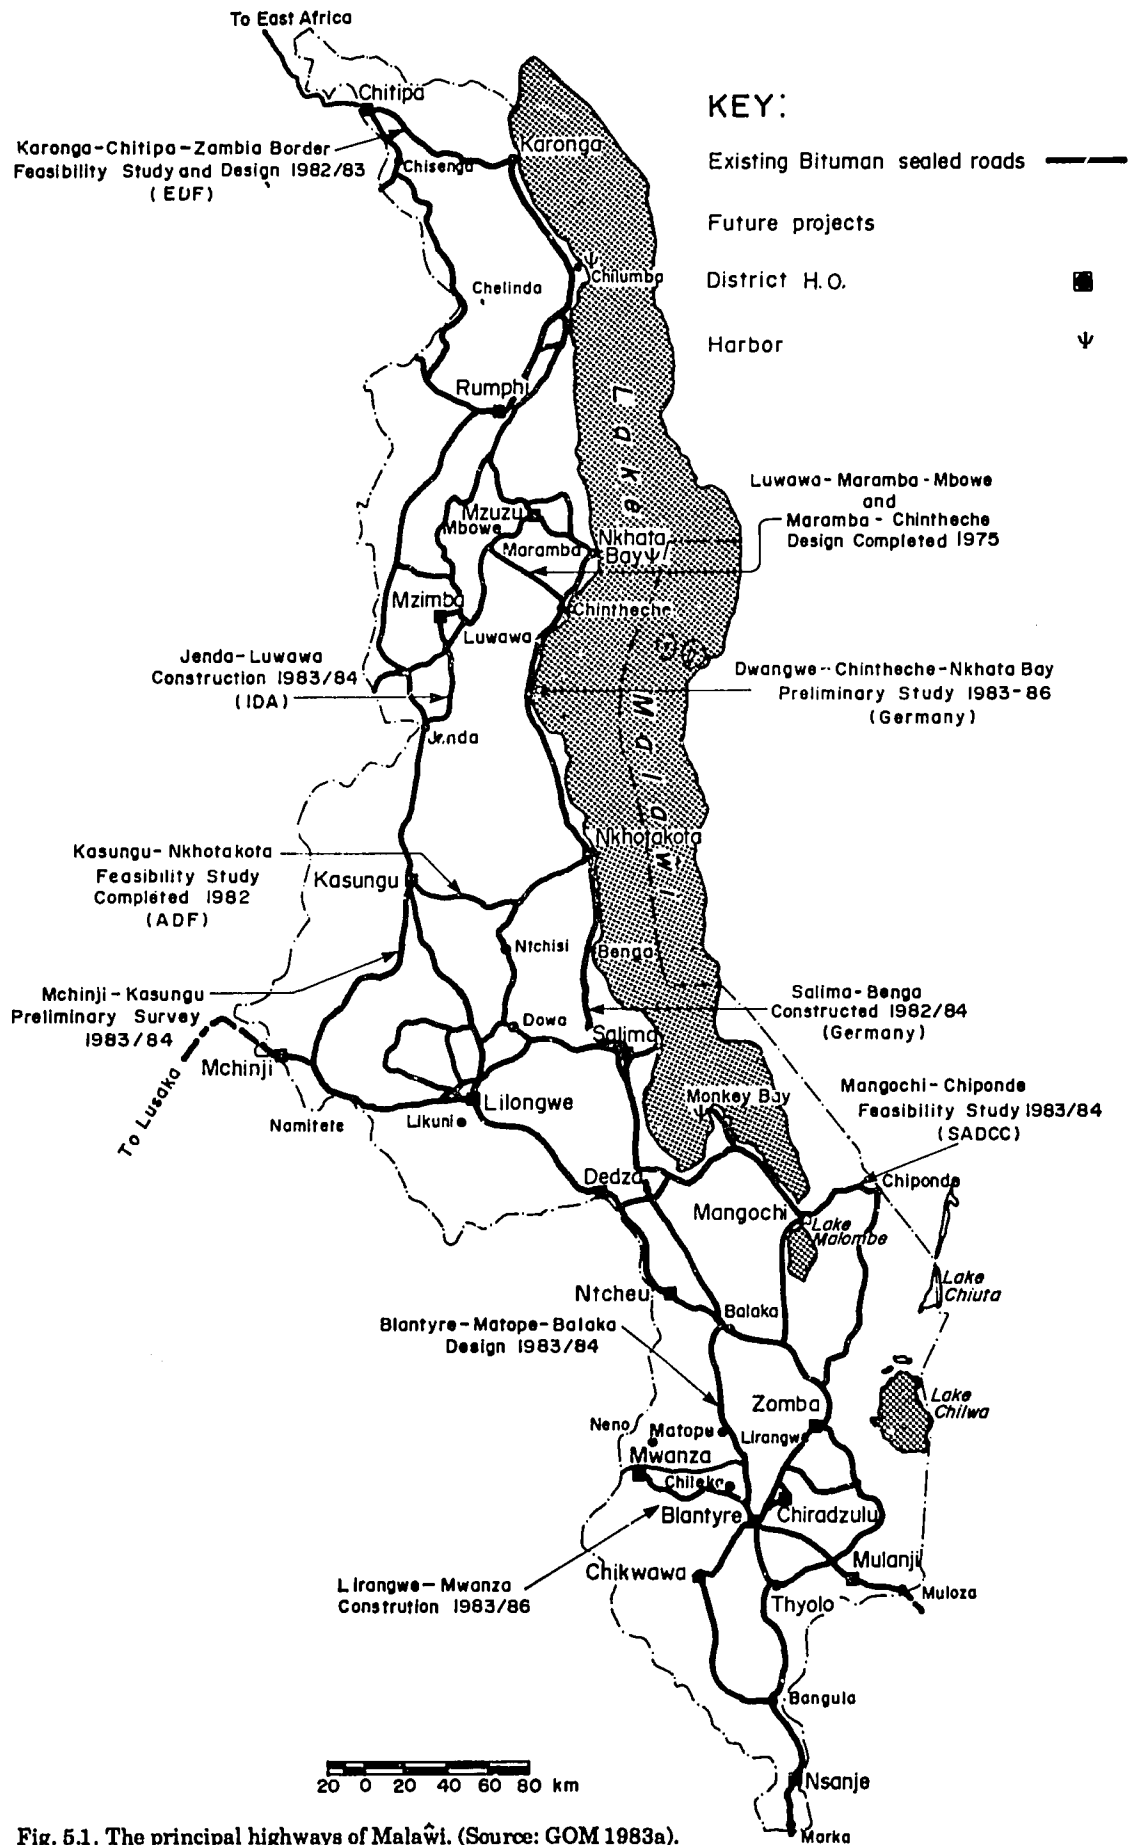 To East Africa
Chitipa
KEY:
Karonga-Chitipa-Zambia Border
Feasibility Study and Design 1982/83
(EDF)
Chisenga
Karonga
Existing Bituman sealed roads
Future projects
Chilumba
District H.O.
Chelinda
Harbor
Rumphi
Lake Malaŵi
Luwawa-Maramba-Mbowe
and
Maramba-Chintheche
Design Completed 1975
Mzuzu
Mbowe
Maramba
Nkhata
Bay
Mzimba
Chintheche
Luwawa
Jenda-Luwawa
Construction 1983/84
(IDA)
Dwangwe-Chintheche-Nkhata Bay
Preliminary Study 1983-86
(Germany)
Jenda
Nkhotakota
Kasungu-Nkhotakota
Feasibility Study
Completed 1982
(ADF)
Kasungu
Ntchisi
Benga
Mchinji-Kasungu
Preliminary Survey
1983/84
Salima-Benga
Constructed 1982/84
(Germany)
Dowa
Salima
Mchinji
To Lusaka
Mangochi-Chiponde
Feasibility Study 1983/84
(SADCC)
Monkey Bay
Lilongwe
Likuni
Namitete
Dedza
Chiponde
Mangochi
Lake
Malombe
Lake
Chiuta
Ntcheu
Balaka
Blantyre-Matope-Balaka
Design 1983/84
Zomba
Lake
Chilwa
Neno
Matope
Lirangwe
Mwanza
Chileka
Blantyre
Chiradzulu
Mulanji
Chikwawa
Lirangwe-Mwanza
Constrution 1983/86
Thyolo
Muloza
Bangula
20 0 20 40 60 80 km
Nsanje
Marka
Fig. 5.1. The principal highways of Malaŵi. (Source: GOM 1983a).